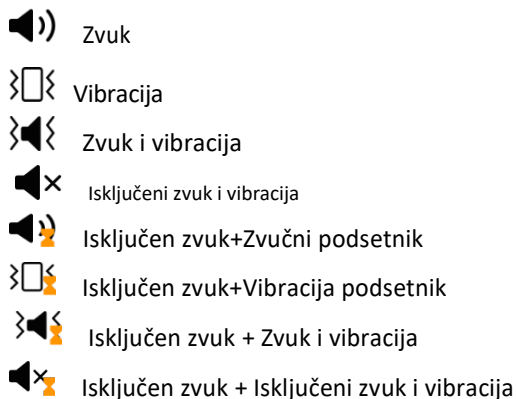 Zvuk
Vibracija
Zvuk i vibracija
Isključeni zvuk i vibracija
Isključen zvuk+Zvučni podsetnik
Isključen zvuk+Vibracija podsetnik
Isključen zvuk + Zvuk i vibracija
Isključen zvuk + Isključeni zvuk i vibracija